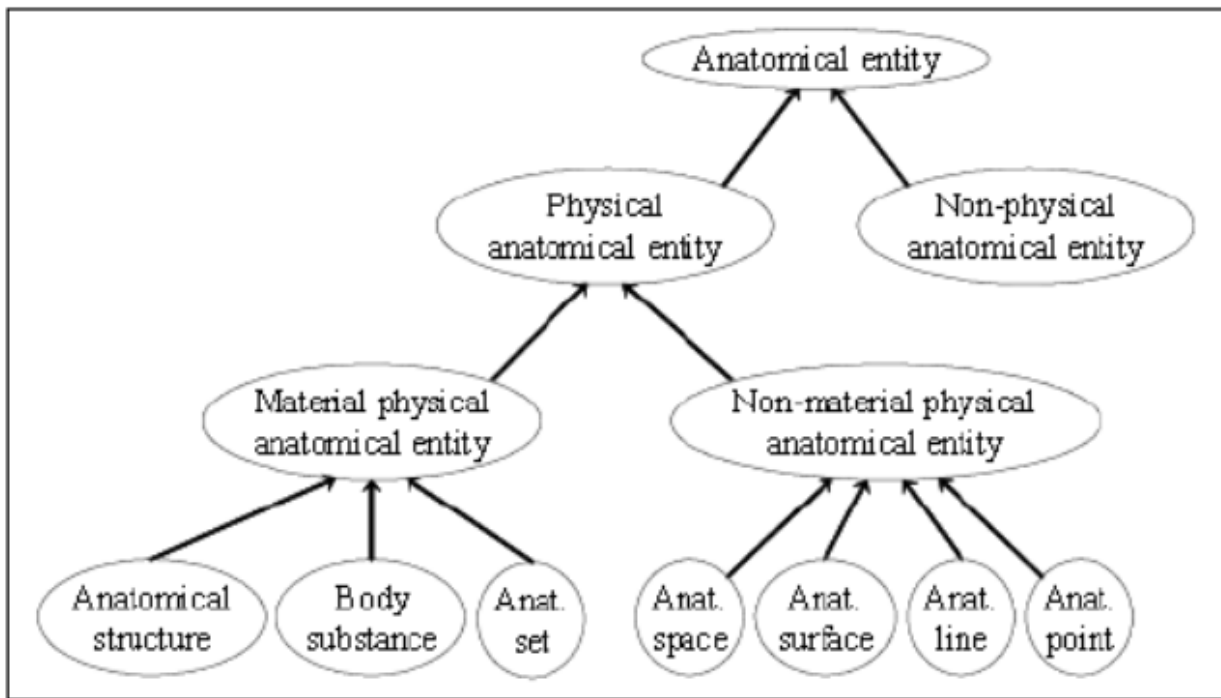 Anatomical entity
Physical
anatomical entity
Non-physical
anatomical entity
Material physical
anatomical entity
Non-material physical
anatomical entity
Anatomical
structure
Body
substance
Anat.
set
Anat.
space
Anat.
surface
Anat.
line
Anat.
point